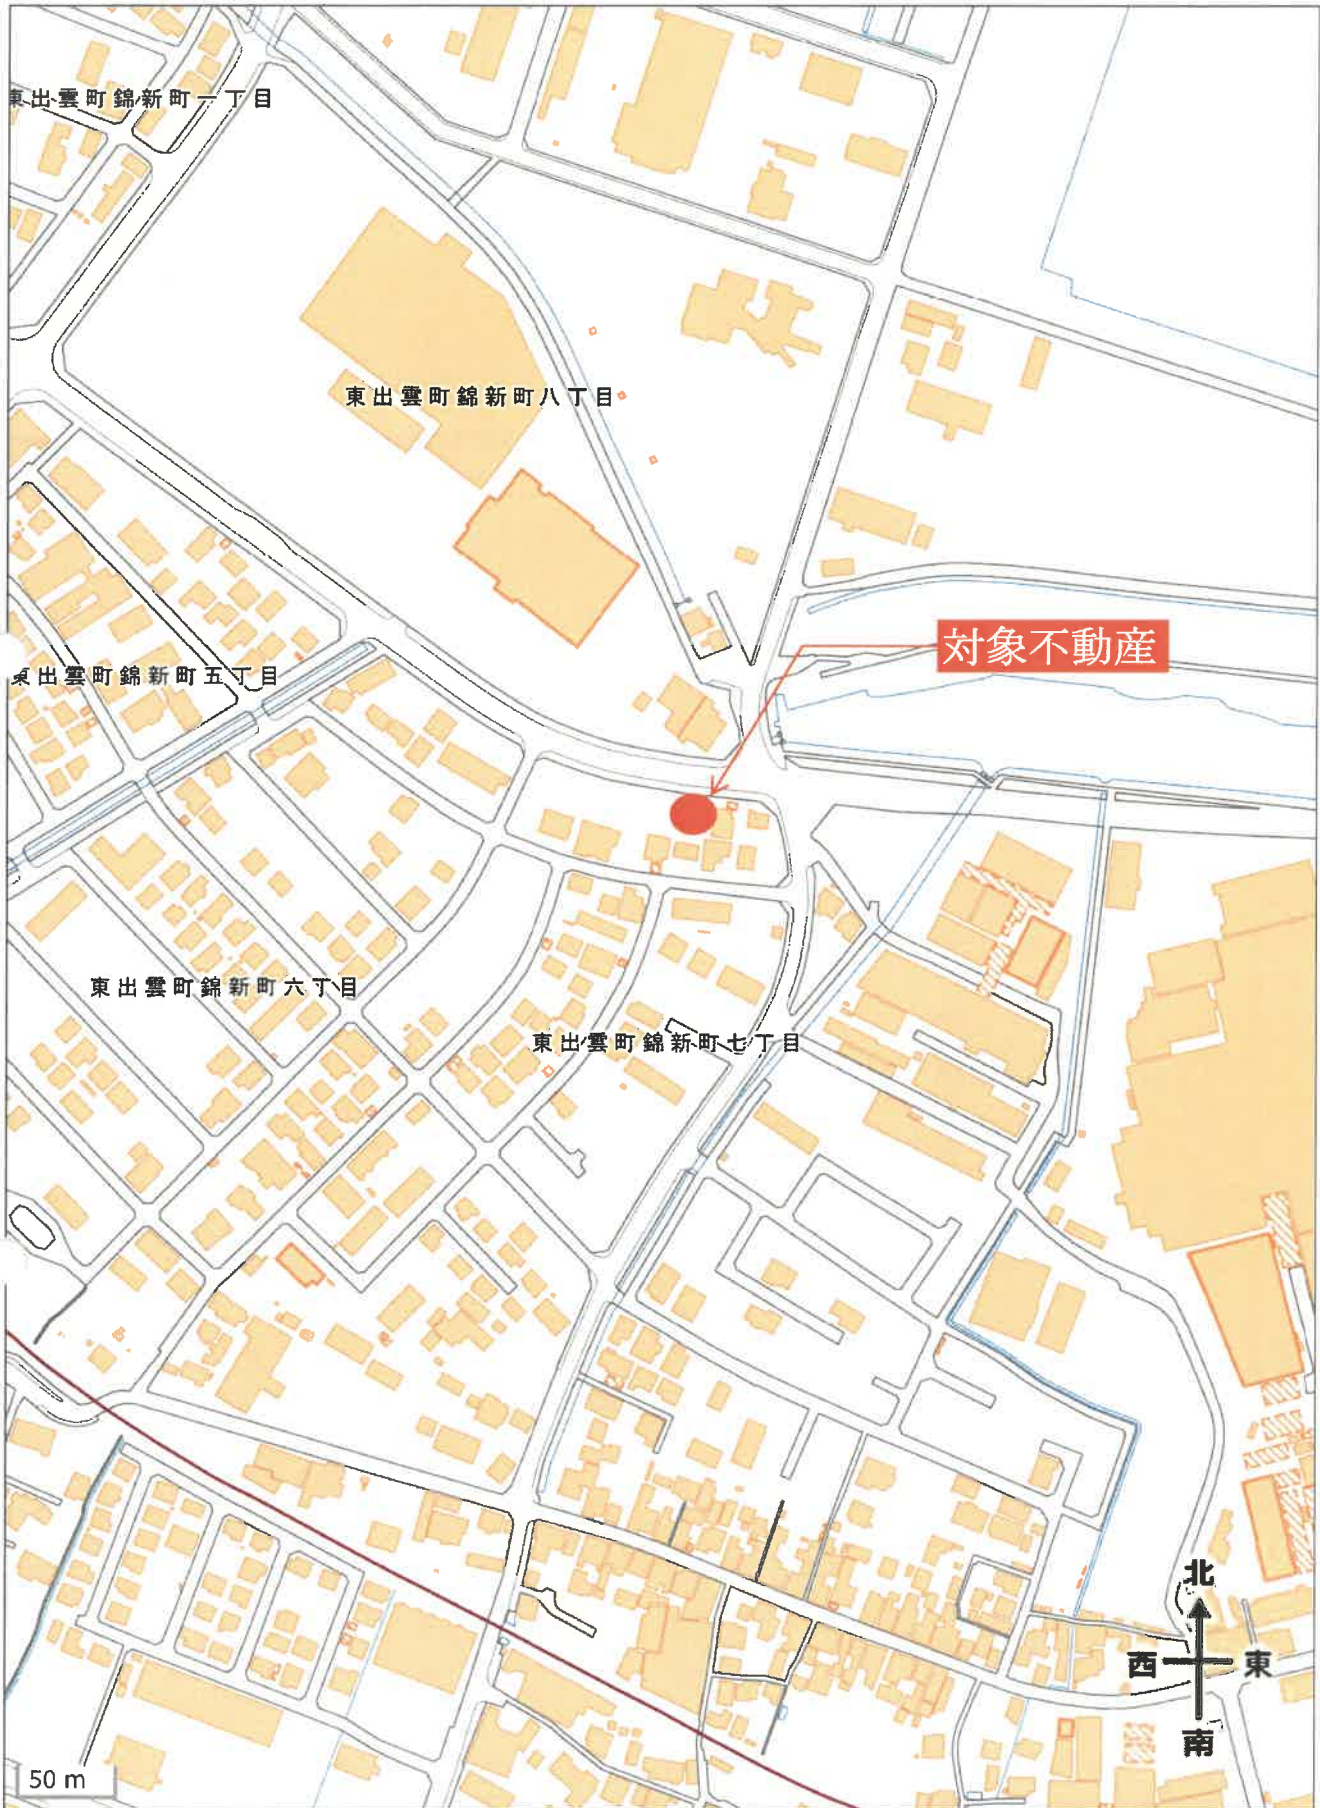 東出雲町錦新町一丁目
東出雲町錦新町八丁目
対象不動産
東出雲町錦新町五丁目
東出雲町錦新町六丁目
東出雲町錦新町七丁目
北
西 東
南
50 m